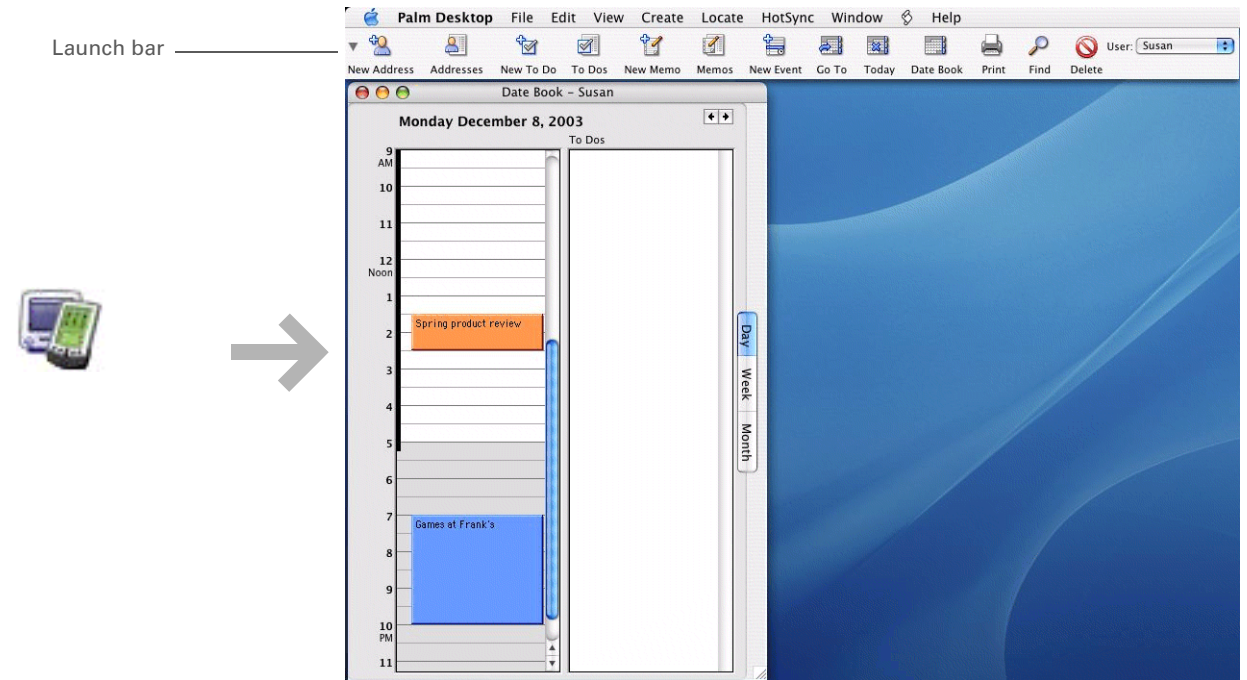 Palm Desktop File Edit View Create Locate HotSync Window Help
Launch bar
User: Susan
New Address Addresses New To Do To Dos New Memo Memos New Event Go To Today Date Book Print Find Delete
Date Book – Susan
Monday December 8, 2003
To Dos
9
AM
10
11
12
Noon
1
Spring product review
2
3
4
5
6
7
Games at Frank's
8
9
10
PM
11
Day
Week
Month